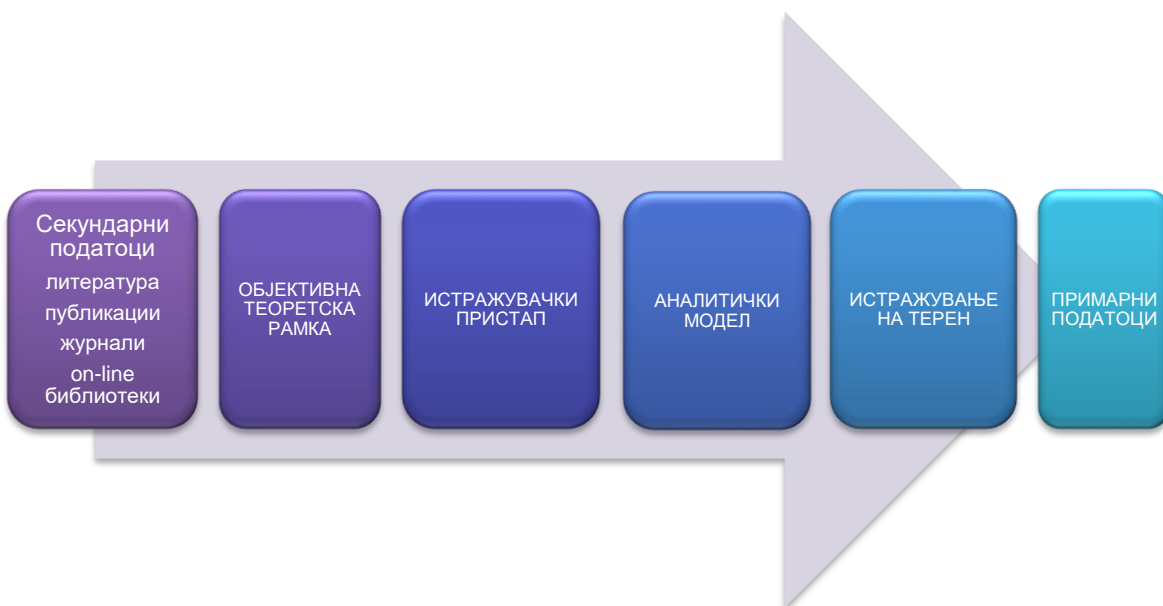 Секундарни
податоци
литература
публикации
журнали
on-line
библиотеки
ОБЈЕКТИВНА
ТЕОРЕТСКА
РАМКА
ИСТРАЖУВАЧКИ
ПРИСТАП
АНАЛИТИЧКИ
МОДЕЛ
ИСТРАЖУВАЊЕ
НА ТЕРЕН
ПРИМАРНИ
ПОДАТОЦИ